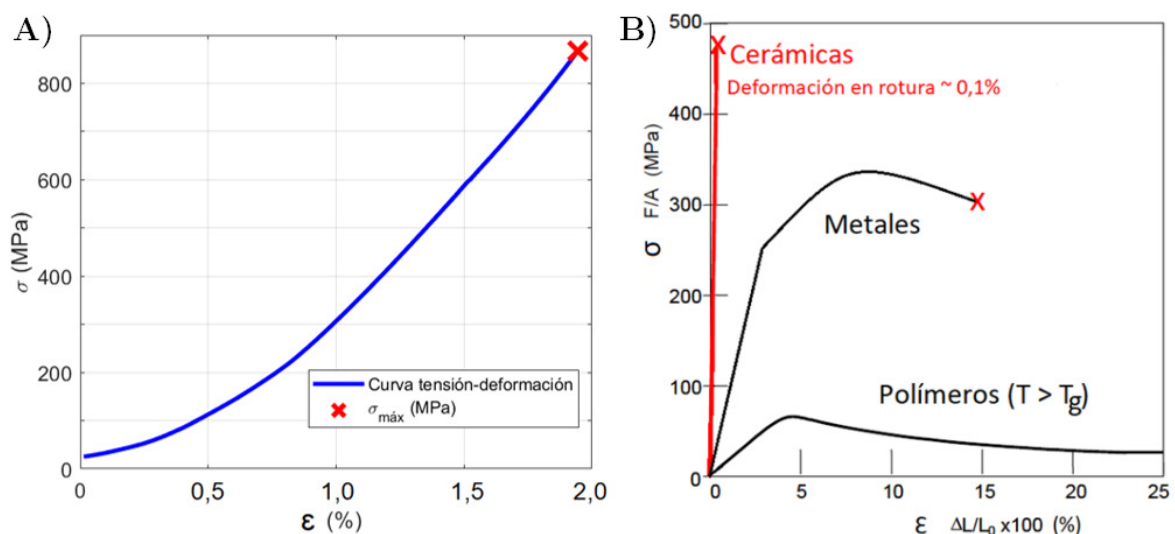 A)
800
600
400
200
0
σ (MPa)
Curva tensión-deformación
σmáx (MPa)
0
0,5
1,0
1,5
2,0
ε (%)
B)
500
400
300
200
100
0
σ F/A (MPa)
Cerámicas
Deformación en rotura ~ 0,1%
Metales
Polímeros (T > Tg)
0
5
10
15
20
25
ε ΔL/L₀ x100 (%)